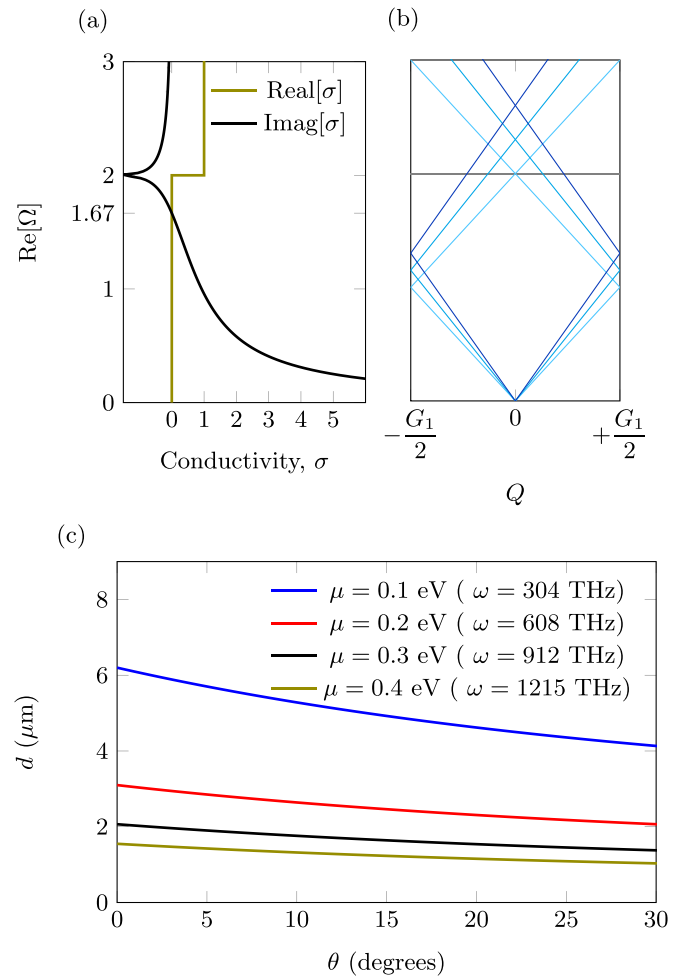 (a)
3
2
1.67
1
0
Re[Ω]
Real[σ]
Imag[σ]
0 1 2 3 4 5
Conductivity, σ
(b)
−G₁/2 0 +G₁/2
Q
(c)
8
6
4
2
0
d (μm)
μ = 0.1 eV ( ω = 304 THz)
μ = 0.2 eV ( ω = 608 THz)
μ = 0.3 eV ( ω = 912 THz)
μ = 0.4 eV ( ω = 1215 THz)
0 5 10 15 20 25 30
θ (degrees)